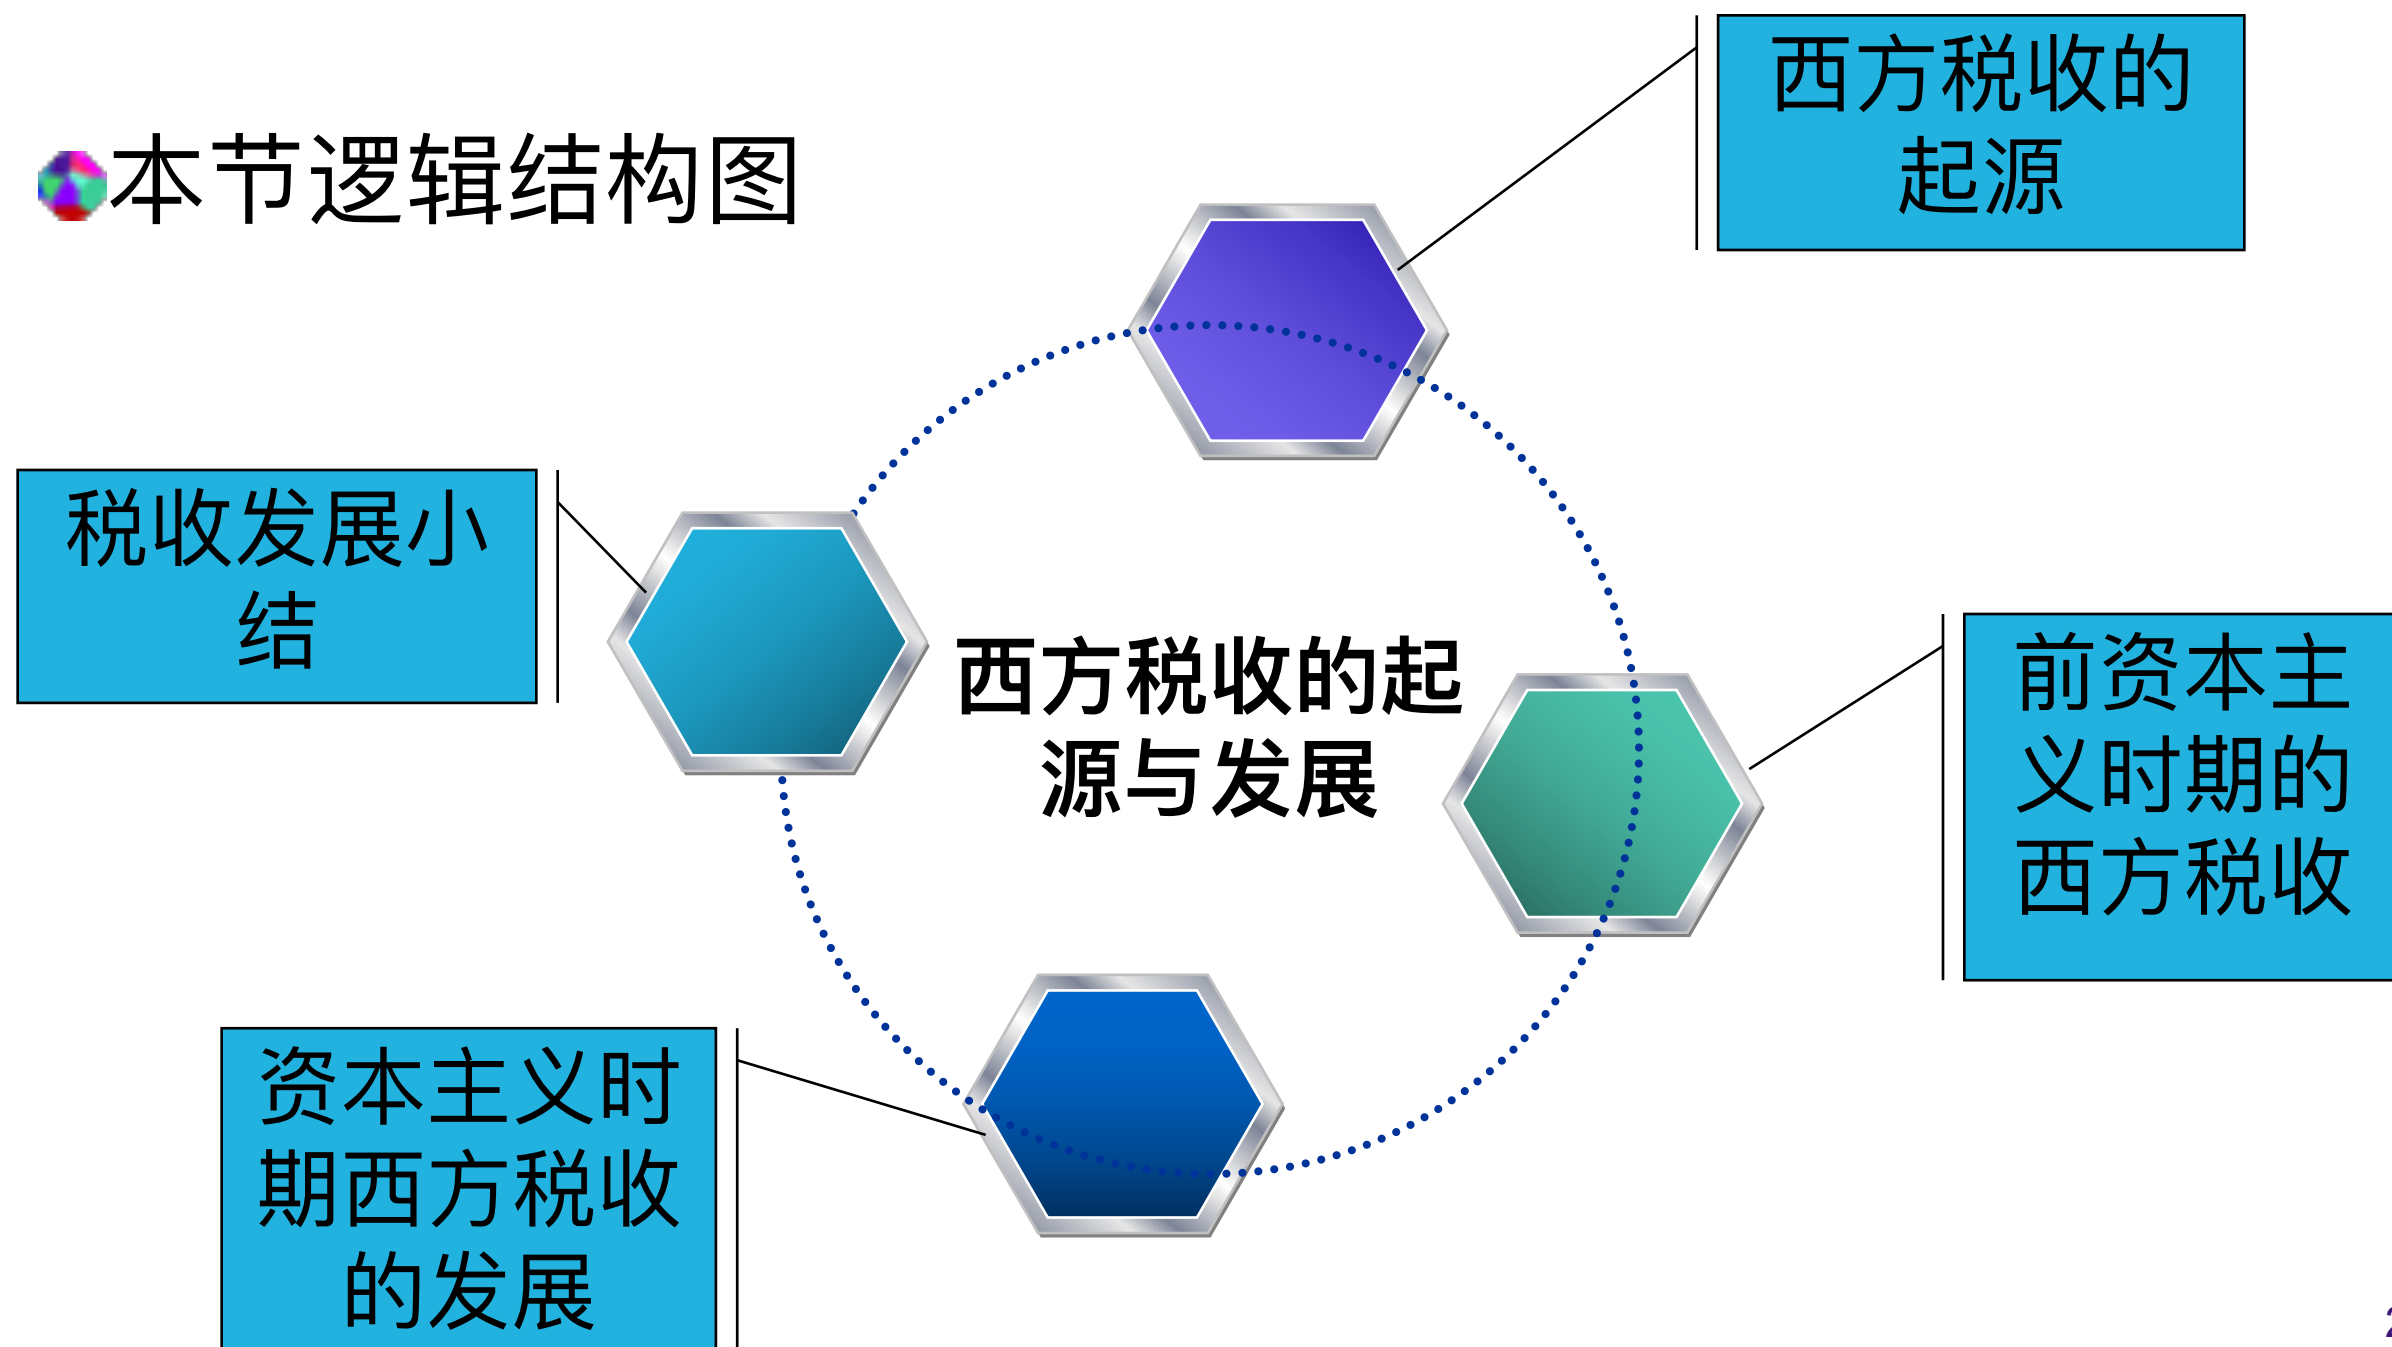 本节逻辑结构图
西方税收的
起源
税收发展小
结
西方税收的起
源与发展
前资本主
义时期的
西方税收
资本主义时
期西方税收
的发展